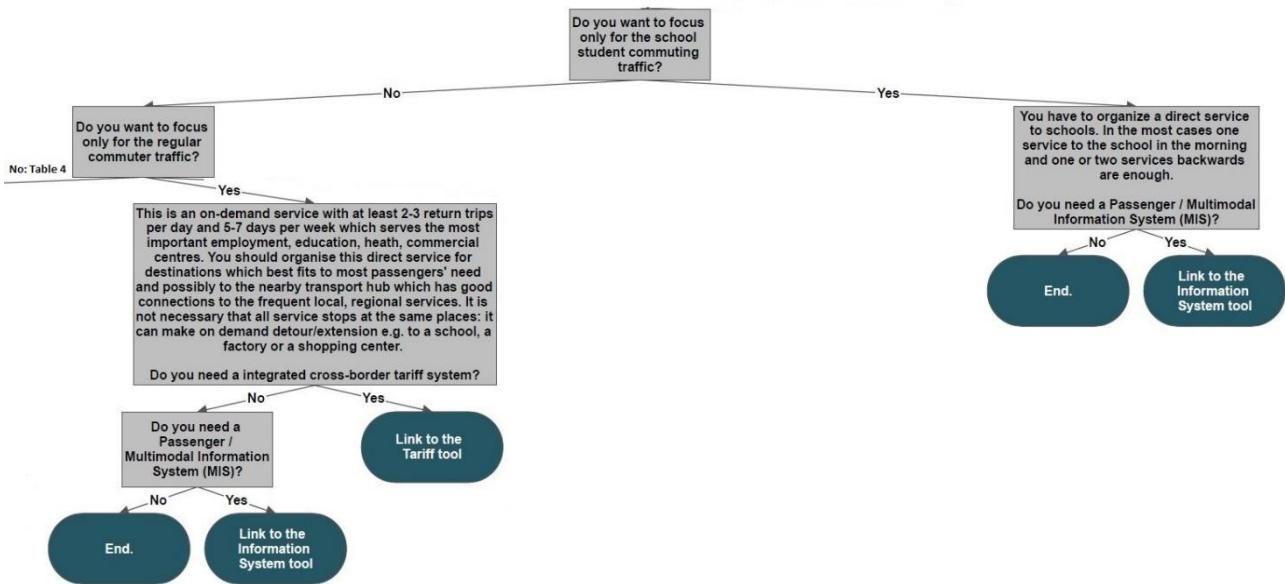 Do you want to focus
only for the school
student commuting
traffic?
No
Yes
Do you want to focus
only for the regular
commuter traffic?
No: Table 4
Yes
You have to organize a direct service
to schools. In the most cases one
service to the school in the morning
and one or two services backwards
are enough.
Do you need a Passenger / Multimodal
Information System (MIS)?
No
Yes
End.
Link to the
Information
System tool
This is an on-demand service with at least 2-3 return trips
per day and 5-7 days per week which serves the most
important employment, education, heath, commercial
centres. You should organise this direct service for
destinations which best fits to most passengers' need
and possibly to the nearby transport hub which has good
connections to the frequent local, regional services. It is
not necessary that all service stops at the same places: it
can make on demand detour/extension e.g. to a school, a
factory or a shopping center.
Do you need a integrated cross-border tariff system?
No
Yes
Do you need a
Passenger /
Multimodal Information
System (MIS)?
Link to the
Tariff tool
No
Yes
End.
Link to the
Information
System tool